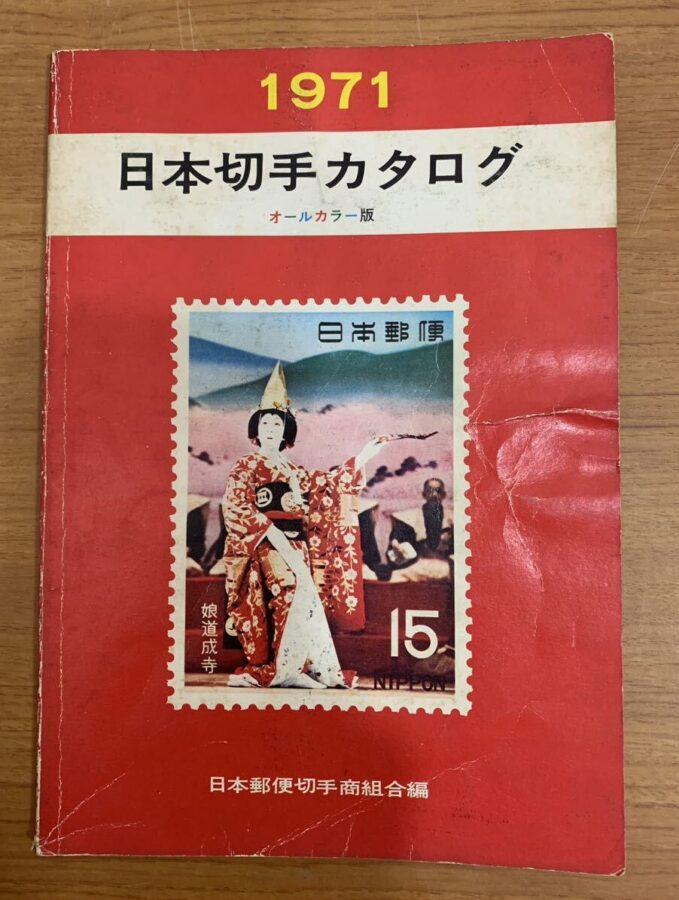 1971
日本切手カタログ
オールカラー版
日本郵便
娘道成寺
15
NIPPON
日本郵便切手商組合編